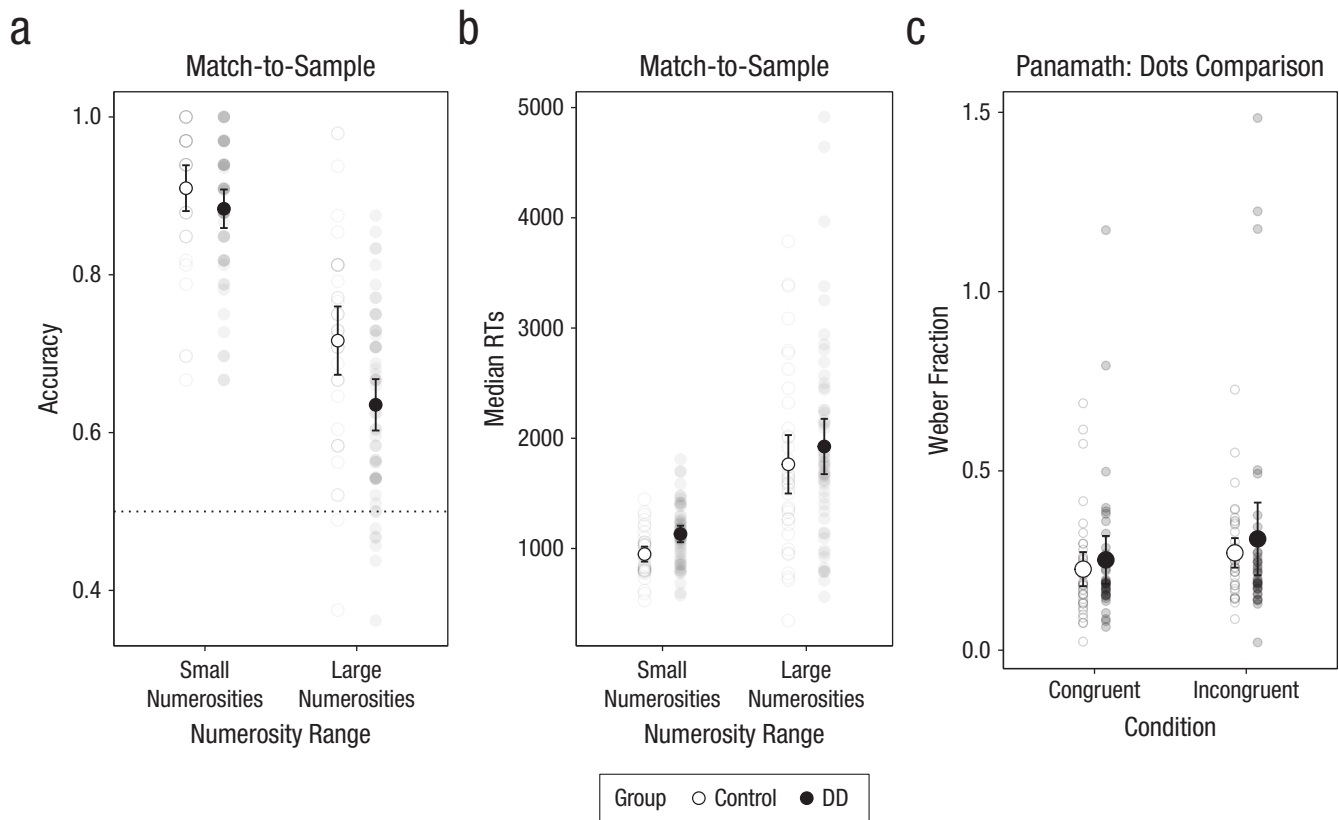 a
Match-to-Sample
Accuracy
1.0
0.8
0.6
0.4
Small
Numerosities
Large
Numerosities
Numerosity Range
b
Match-to-Sample
Median RTs
5000
4000
3000
2000
1000
Small
Numerosities
Large
Numerosities
Numerosity Range
c
Panamath: Dots Comparison
Weber Fraction
1.5
1.0
0.5
0.0
Congruent
Incongruent
Condition
Group Control DD